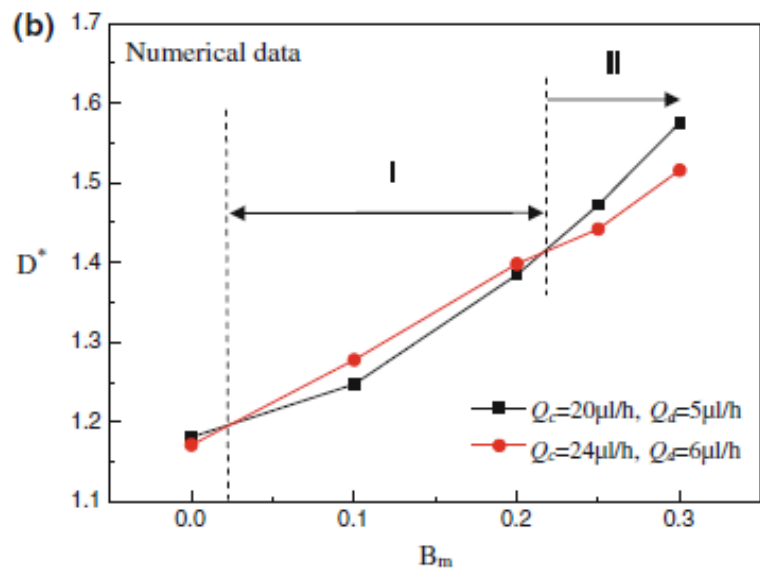 (b)
Numerical data
I
II
D*
1.7
1.6
1.5
1.4
1.3
1.2
1.1
0.0 0.1 0.2 0.3
Bm
Qc=20μl/h, Qd=5μl/h
Qc=24μl/h, Qd=6μl/h